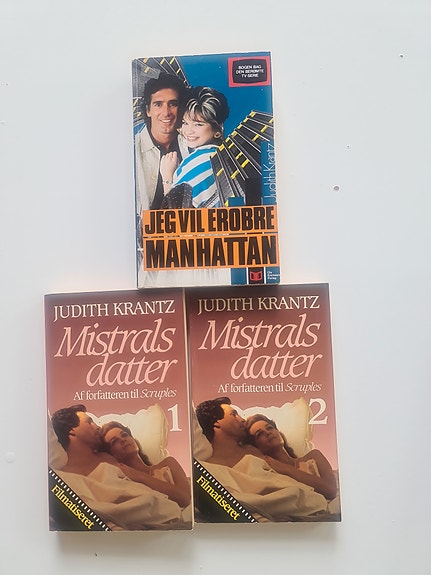 BOGEN BAG
DEN BERØMTE
TV-SERIE
Judith Krantz
JEG VIL EROBRE
MANHATTAN
JUDITH KRANTZ
Mistrals
datter
Af forfatteren til Scruples
1
Filmatiseret
JUDITH KRANTZ
Mistrals
datter
Af forfatteren til Scruples
2
Filmatiseret